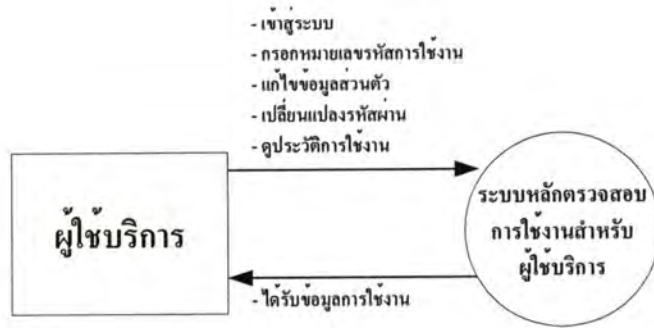 - เข้าสู่ระบบ
- กรอกหมายเลขรหัสการใช้งาน
- แก้ไขข้อมูลส่วนตัว
- เปลี่ยนแปลงรหัสผ่าน
- ดูประวัติการใช้งาน
ผู้ใช้บริการ
ระบบหลักตรวจสอบ
การใช้งานสำหรับ
ผู้ใช้บริการ
- ได้รับข้อมูลการใช้งาน